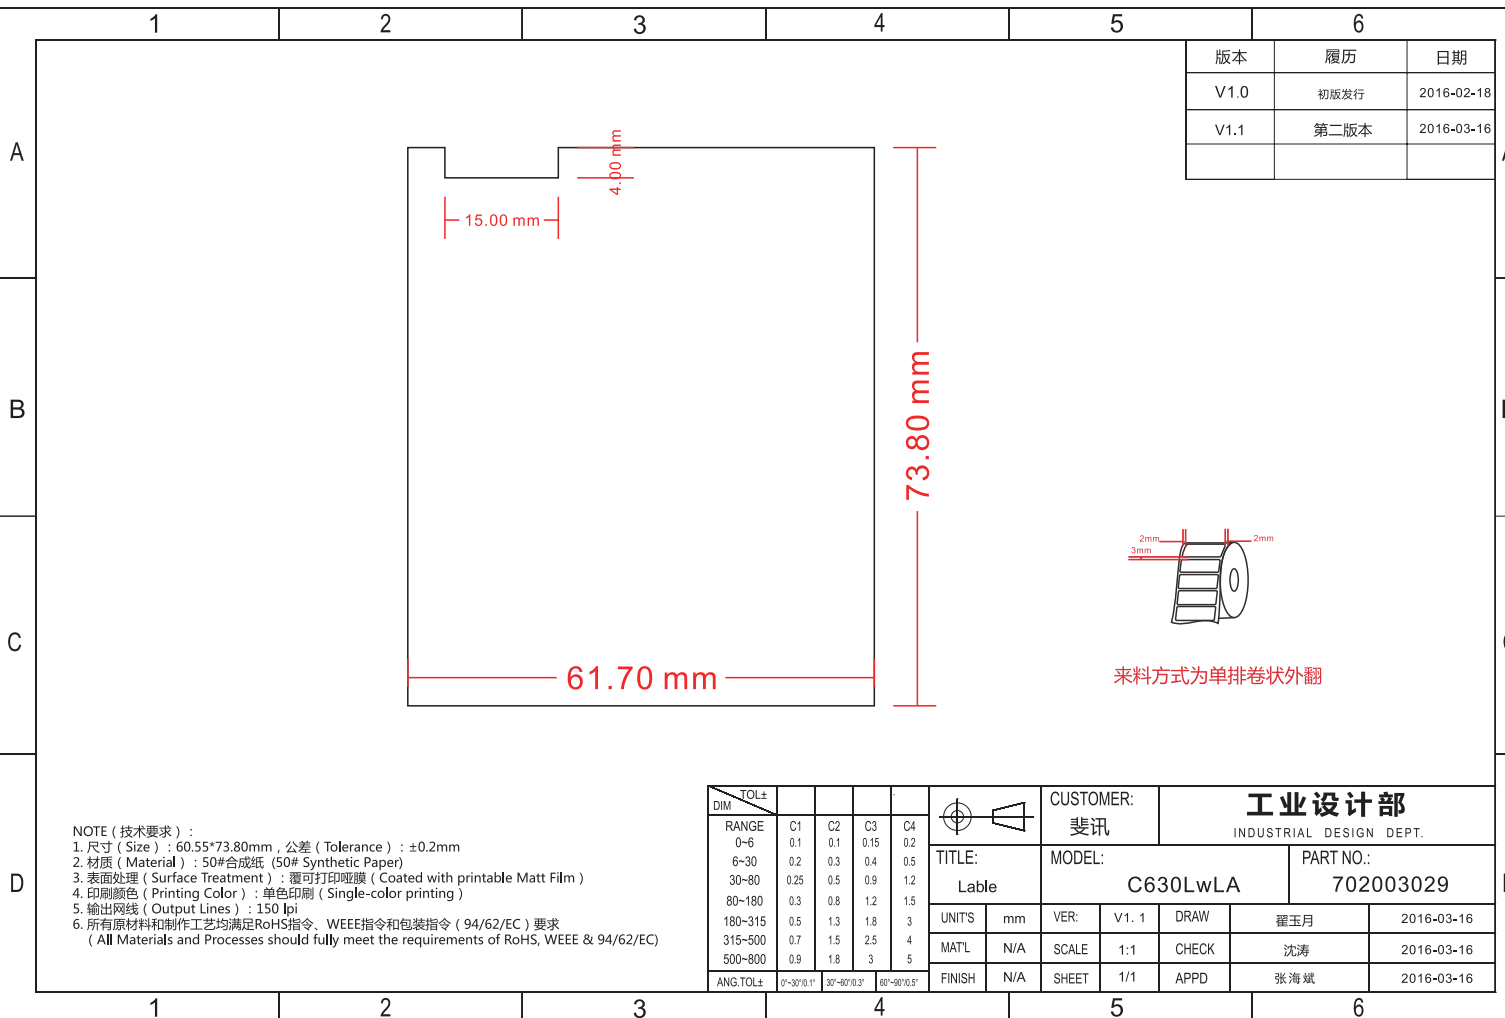 1 2 3 4 5 6
版本 履历 日期
V1.0 初版发行 2016-02-18
V1.1 第二版本 2016-03-16
A
B
C
D
4.00 mm
15.00 mm
73.80 mm
61.70 mm
2mm 2mm
3mm
来料方式为单排卷状外翻
NOTE ( 技术要求 ) :
1. 尺寸 ( Size ) : 60.55*73.80mm , 公差 ( Tolerance ) : ±0.2mm
2. 材质 ( Material ) : 50#合成纸 (50# Synthetic Paper)
3. 表面处理 ( Surface Treatment ) : 覆可打印哑膜 ( Coated with printable Matt Film )
4. 印刷颜色 ( Printing Color ) : 单色印刷 ( Single-color printing )
5. 输出网线 ( Output Lines ) : 150 lpi
6. 所有原材料和制作工艺均满足RoHS指令、WEEE指令和包装指令 ( 94/62/EC ) 要求
( All Materials and Processes should fully meet the requirements of RoHS, WEEE & 94/62/EC)
TOL±
DIM
RANGE C1 C2 C3 C4
0~6 0.1 0.1 0.15 0.2
6~30 0.2 0.3 0.4 0.5
30~80 0.25 0.5 0.9 1.2
80~180 0.3 0.8 1.2 1.5
180~315 0.5 1.3 1.8 3
315~500 0.7 1.5 2.5 4
500~800 0.9 1.8 3 5
ANG.TOL± 0°~30°/0.1° 30°~60°/0.3° 60°~90°/0.5°
CUSTOMER:
斐讯
工业设计部
INDUSTRIAL DESIGN DEPT.
TITLE:
Lable
MODEL:
C630LwLA
PART NO.:
702003029
UNIT'S mm VER: V1. 1 DRAW 翟玉月 2016-03-16
MAT'L N/A SCALE 1:1 CHECK 沈涛 2016-03-16
FINISH N/A SHEET 1/1 APPD 张海斌 2016-03-16
1 2 3 4 5 6